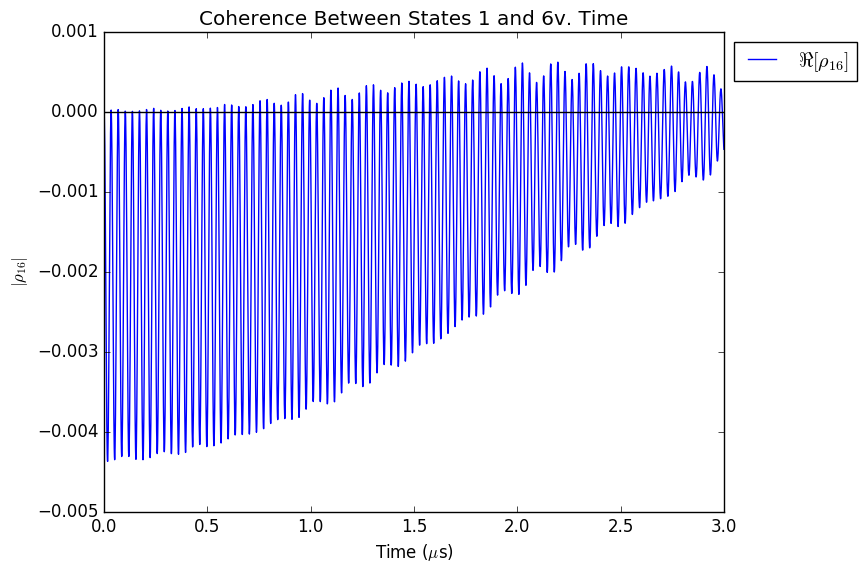 Coherence Between States 1 and 6v. Time
0.001
0.000
−0.001
−0.002
−0.003
−0.004
−0.005
|ρ₁₆|
0.0 0.5 1.0 1.5 2.0 2.5 3.0
Time (μs)
ℜ[ρ₁₆]